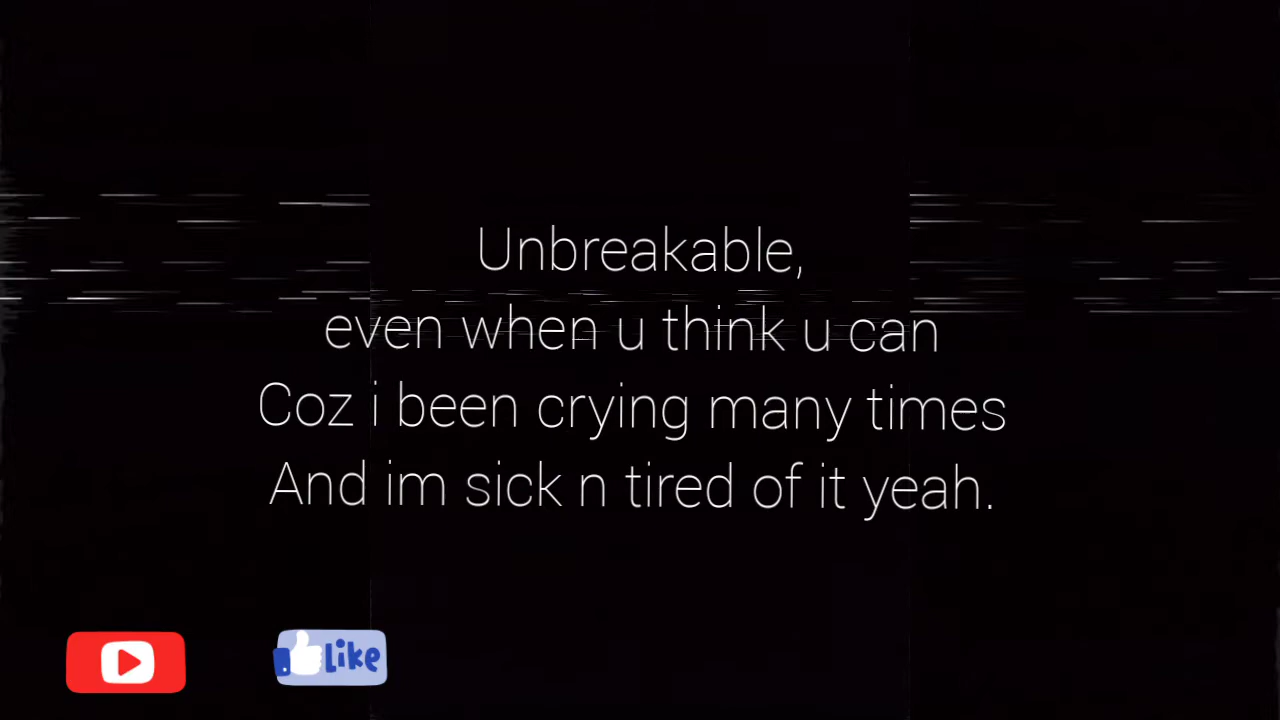 Unbreakable,
even when u think u can
Coz i been crying many times
And im sick n tired of it yeah.
Like